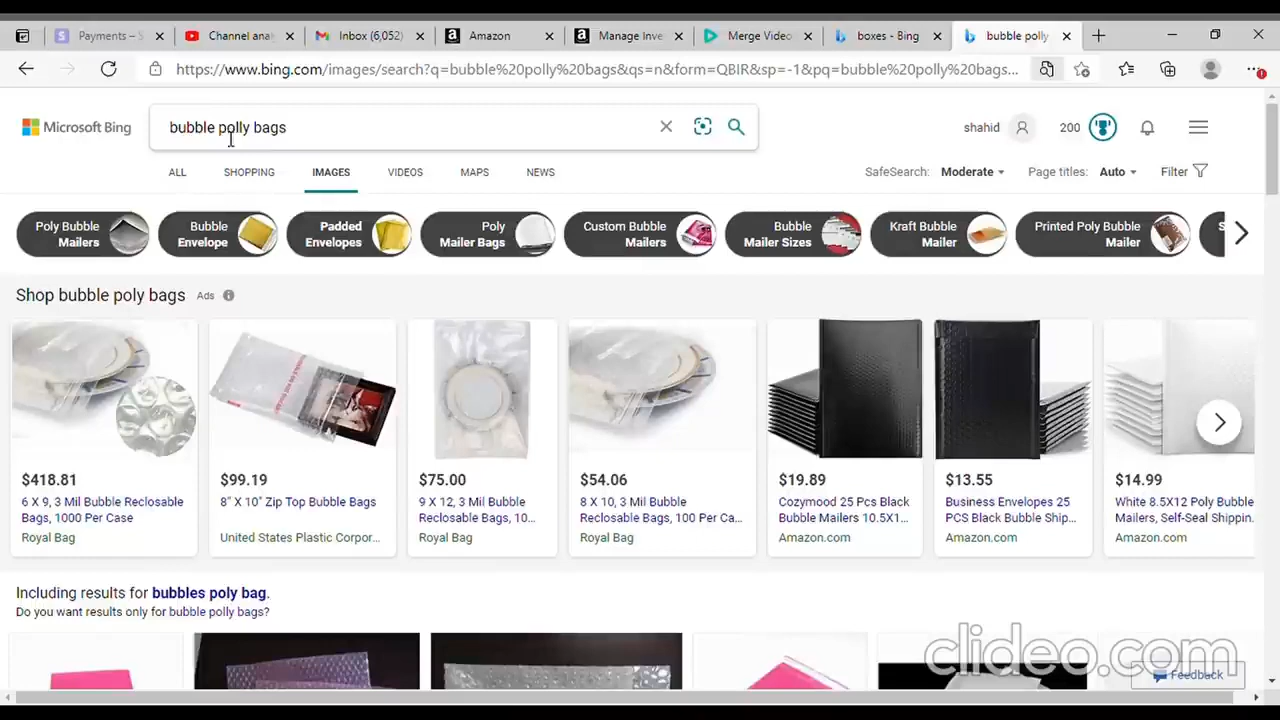 Payments – S
Channel anal
Inbox (6,052)
Amazon
Manage Inve
Merge Video
boxes - Bing
bubble polly
https://www.bing.com/images/search?q=bubble%20polly%20bags&qs=n&form=QBIR&sp=-1&pq=bubble%20polly%20bags...
Microsoft Bing
bubble polly bags
shahid
200
ALL
SHOPPING
IMAGES
VIDEOS
MAPS
NEWS
SafeSearch: Moderate
Page titles: Auto
Filter
Poly Bubble
Mailers
Bubble
Envelope
Padded
Envelopes
Poly
Mailer Bags
Custom Bubble
Mailers
Bubble
Mailer Sizes
Kraft Bubble
Mailer
Printed Poly Bubble
Mailer
S
Shop bubble poly bags
Ads
$418.81
6 X 9, 3 Mil Bubble Reclosable
Bags, 1000 Per Case
Royal Bag
$99.19
8" X 10" Zip Top Bubble Bags
United States Plastic Corpor...
$75.00
9 X 12, 3 Mil Bubble
Reclosable Bags, 10...
Royal Bag
$54.06
8 X 10, 3 Mil Bubble
Reclosable Bags, 100 Per Ca...
Royal Bag
$19.89
Cozymood 25 Pcs Black
Bubble Mailers 10.5X1...
Amazon.com
$13.55
Business Envelopes 25
PCS Black Bubble Ship...
Amazon.com
$14.99
White 8.5X12 Poly Bubble
Mailers, Self-Seal Shippin
Amazon.com
Including results for bubbles poly bag.
Do you want results only for bubble polly bags?
clideo.com
Feedback